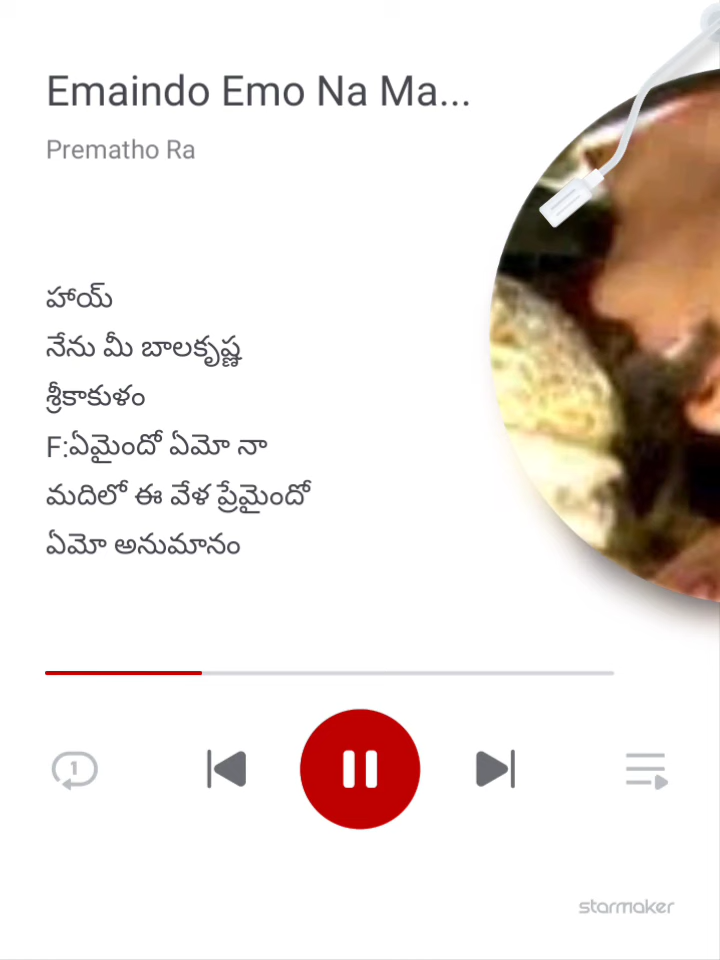 Emaindo Emo Na Ma...
Prematho Ra
హాయ్
నేను మీ బాలకృష్ణ
శ్రీకాకుళం
F:ఏమైందో ఏమో నా
మదిలో ఈ వేళ ప్రేమైందో
ఏమో అనుమానం
1
starmaker